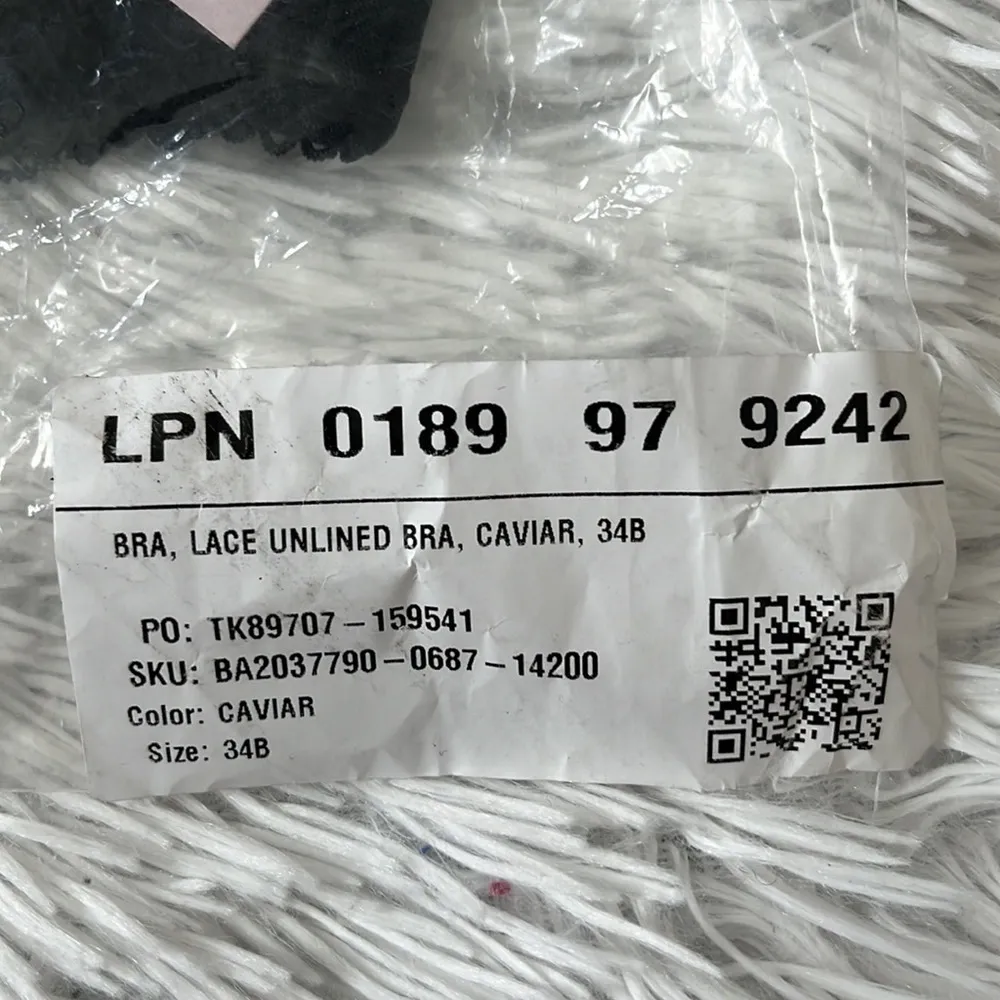 LPN 0189 97 9242
BRA, LACE UNLINED BRA, CAVIAR, 34B
PO: TK89707-159541
SKU: BA2037790-0687-14200
Color: CAVIAR
Size: 34B